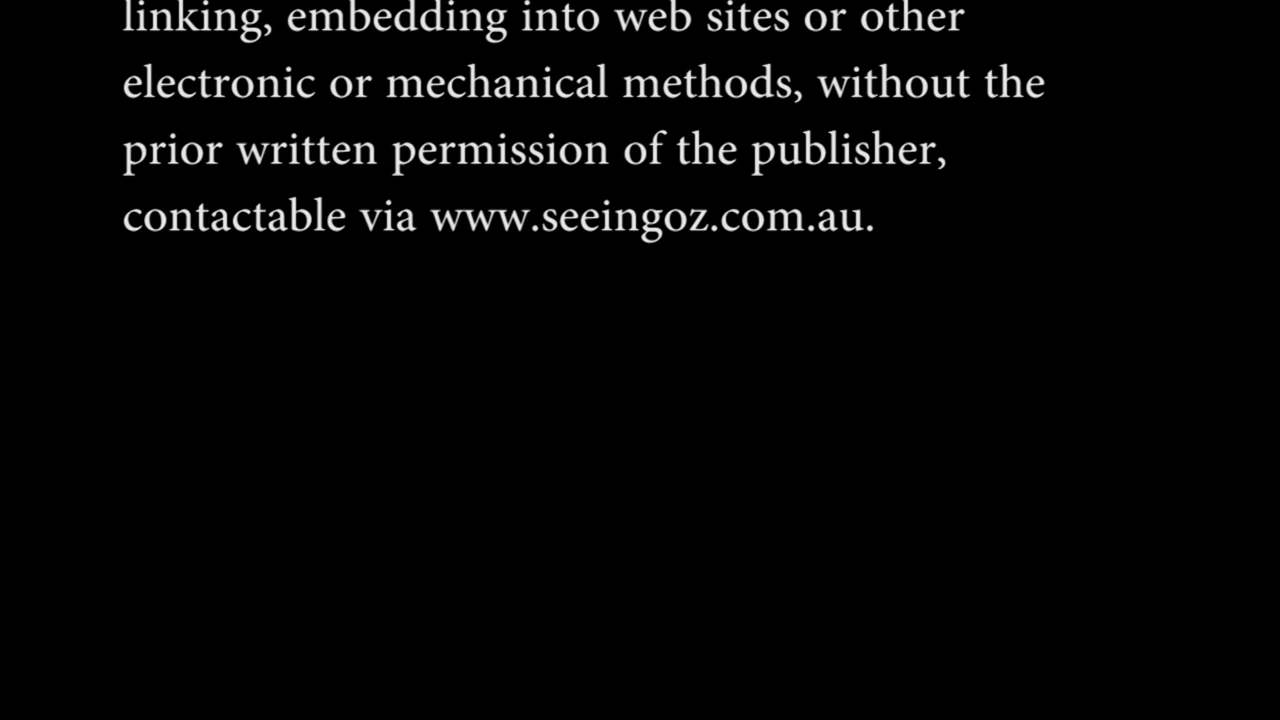 linking, embedding into web sites or other
electronic or mechanical methods, without the
prior written permission of the publisher,
contactable via www.seeingoz.com.au.